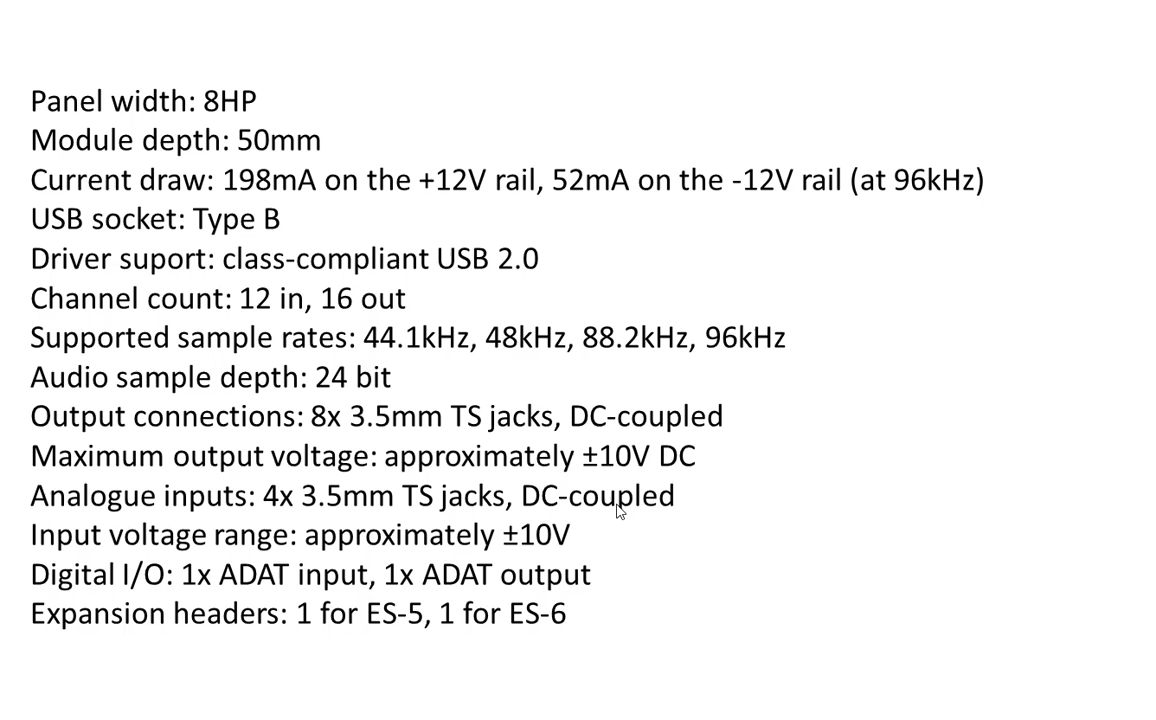 Panel width: 8HP
Module depth: 50mm
Current draw: 198mA on the +12V rail, 52mA on the -12V rail (at 96kHz)
USB socket: Type B
Driver suport: class-compliant USB 2.0
Channel count: 12 in, 16 out
Supported sample rates: 44.1kHz, 48kHz, 88.2kHz, 96kHz
Audio sample depth: 24 bit
Output connections: 8x 3.5mm TS jacks, DC-coupled
Maximum output voltage: approximately ±10V DC
Analogue inputs: 4x 3.5mm TS jacks, DC-coupled
Input voltage range: approximately ±10V
Digital I/O: 1x ADAT input, 1x ADAT output
Expansion headers: 1 for ES-5, 1 for ES-6